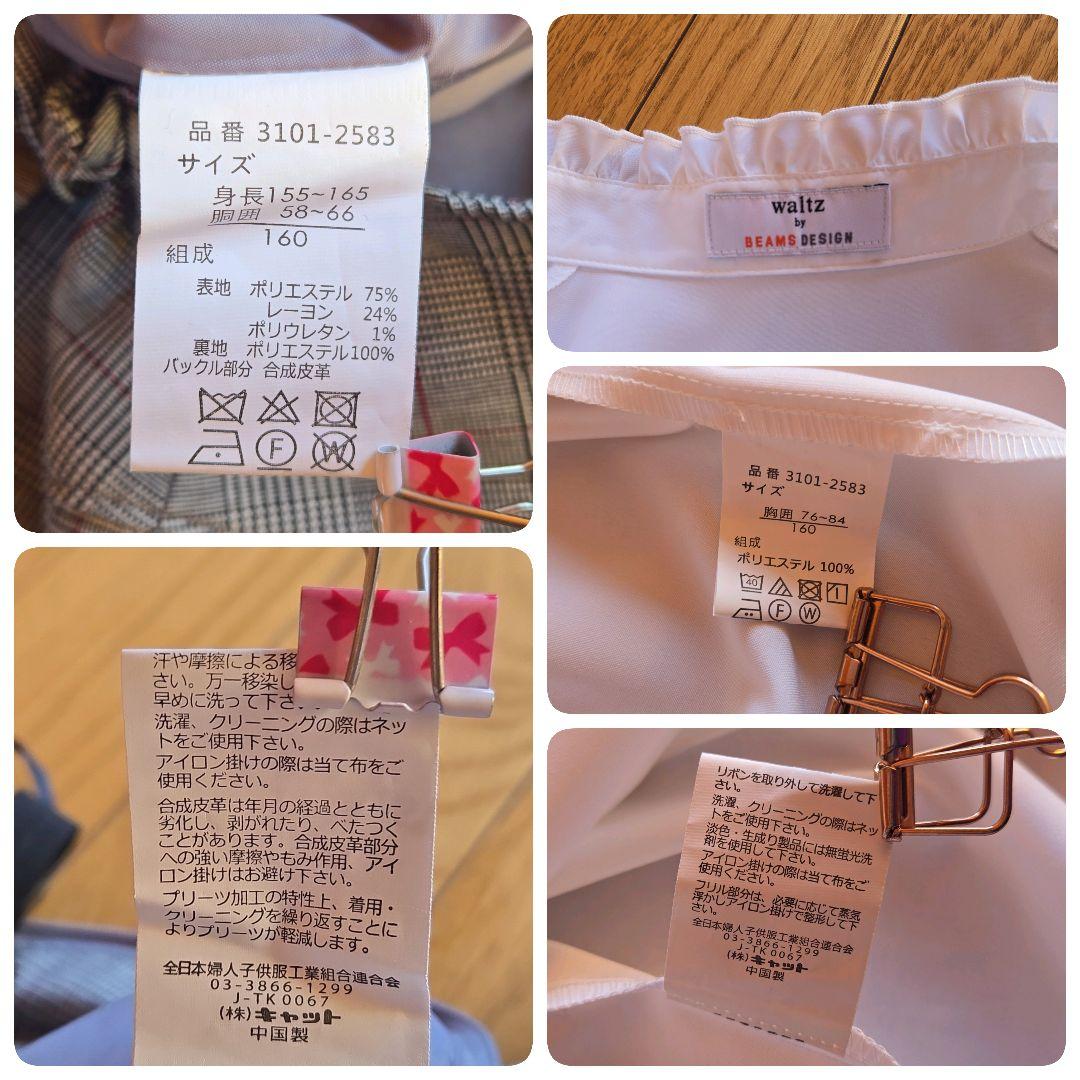 品番 3101-2583
サイズ
身長155~165
胴囲 58~66
160
組成
表地 ポリエステル 75%
レーヨン 24%
ポリウレタン 1%
裏地 ポリエステル100%
バックル部分 合成皮革
F
W
waltz
by
BEAMS DESIGN
品番 3101-2583
サイズ
胸囲 76~84
160
組成
ポリエステル 100%
40
F
W
汗や摩擦による移
さい。万一移染し
早めに洗って下さい。
洗濯、クリーニングの際はネッ
トをご使用下さい。
アイロン掛けの際は当て布をご
使用ください。
合成皮革は年月の経過とともに
劣化し、剥がれたり、べたつく
ことがあります。合成皮革部分
への強い摩擦やもみ作用、アイ
ロン掛けはお避け下さい。
プリーツ加工の特性上、着用・
クリーニングを繰り返すことに
よりプリーツが軽減します。
全日本婦人子供服工業組合連合会
03-3866-1299
J-TK0067
(株)キャット
中国製
リボンを取り外して洗濯して下
さい。
洗濯、クリーニングの際はネッ
トをご使用下さい。
淡色・生成り製品には無蛍光洗
剤を使用して下さい。
アイロン掛けの際は当て布をご
使用ください。
フリル部分は、必要に応じて蒸気
浮かしアイロン掛けで整形して下
さい。
全日本婦人子供服工業組合連合会
03-3866-1299
J-TK0067
(株)キャット
中国製